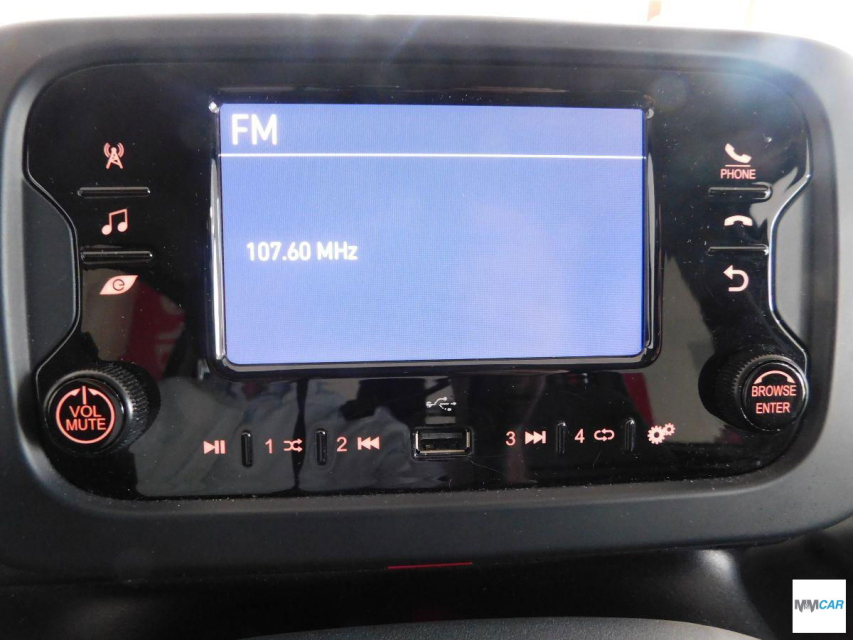 FM
107.60 MHz
PHONE
VOL
MUTE
BROWSE
ENTER
1 2 3 4
MMCAR